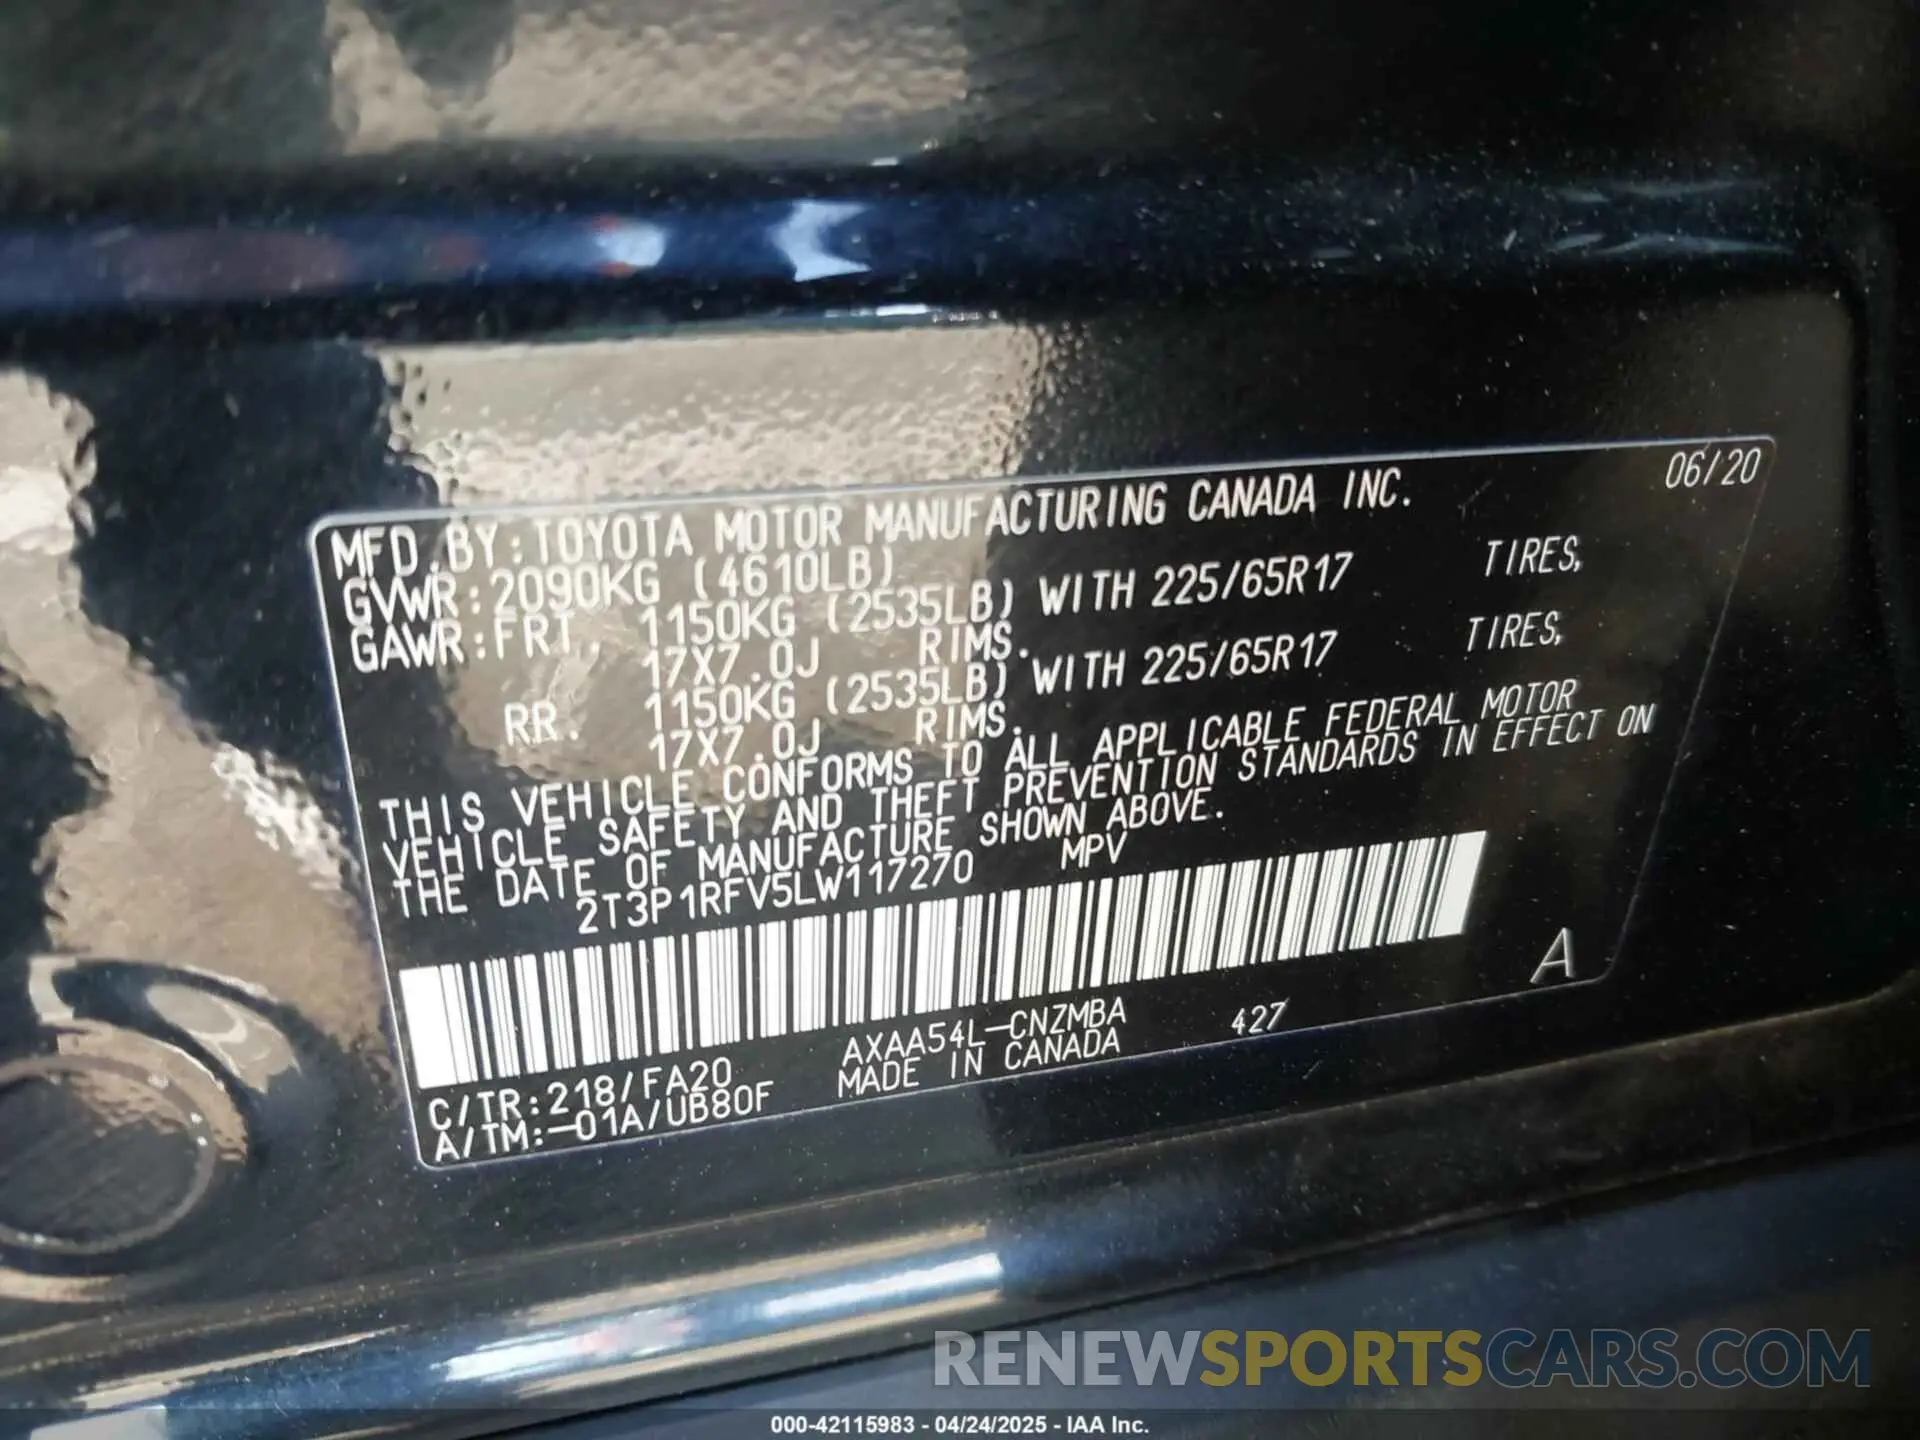 06/20
MFD. BY: TOYOTA MOTOR MANUFACTURING CANADA INC.
GVWR: 2090KG (4610LB)
GAWR: FRT. 1150KG (2535LB) WITH 225/65R17 TIRES,
17X7.0J RIMS.
RR. 1150KG (2535LB) WITH 225/65R17 TIRES,
17X7.0J RIMS.
THIS VEHICLE CONFORMS TO ALL APPLICABLE FEDERAL MOTOR
VEHICLE SAFETY AND THEFT PREVENTION STANDARDS IN EFFECT ON
THE DATE OF MANUFACTURE SHOWN ABOVE.
2T3P1RFV5LW117270 MPV
A
C/TR: 218/FA20 AXAA54L-CNZMBA 427
A/TM: -01A/UB80F MADE IN CANADA
RENEWSPORTSCARS.COM
000-42115983 - 04/24/2025 - IAA Inc.